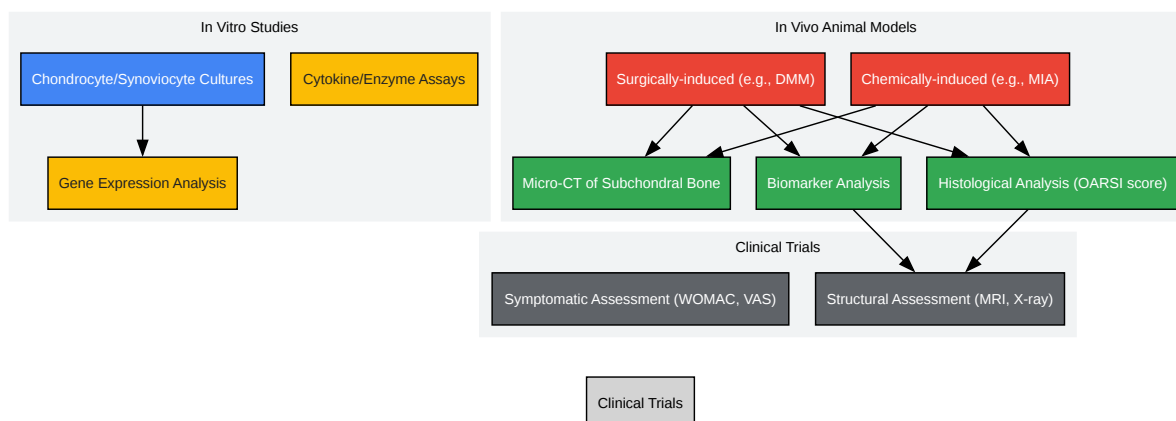 In Vitro Studies
In Vivo Animal Models
Chondrocyte/Synoviocyte Cultures
Cytokine/Enzyme Assays
Surgically-induced (e.g., DMM)
Chemically-induced (e.g., MIA)
Gene Expression Analysis
Micro-CT of Subchondral Bone
Biomarker Analysis
Histological Analysis (OARSI score)
Clinical Trials
Symptomatic Assessment (WOMAC, VAS)
Structural Assessment (MRI, X-ray)
Clinical Trials